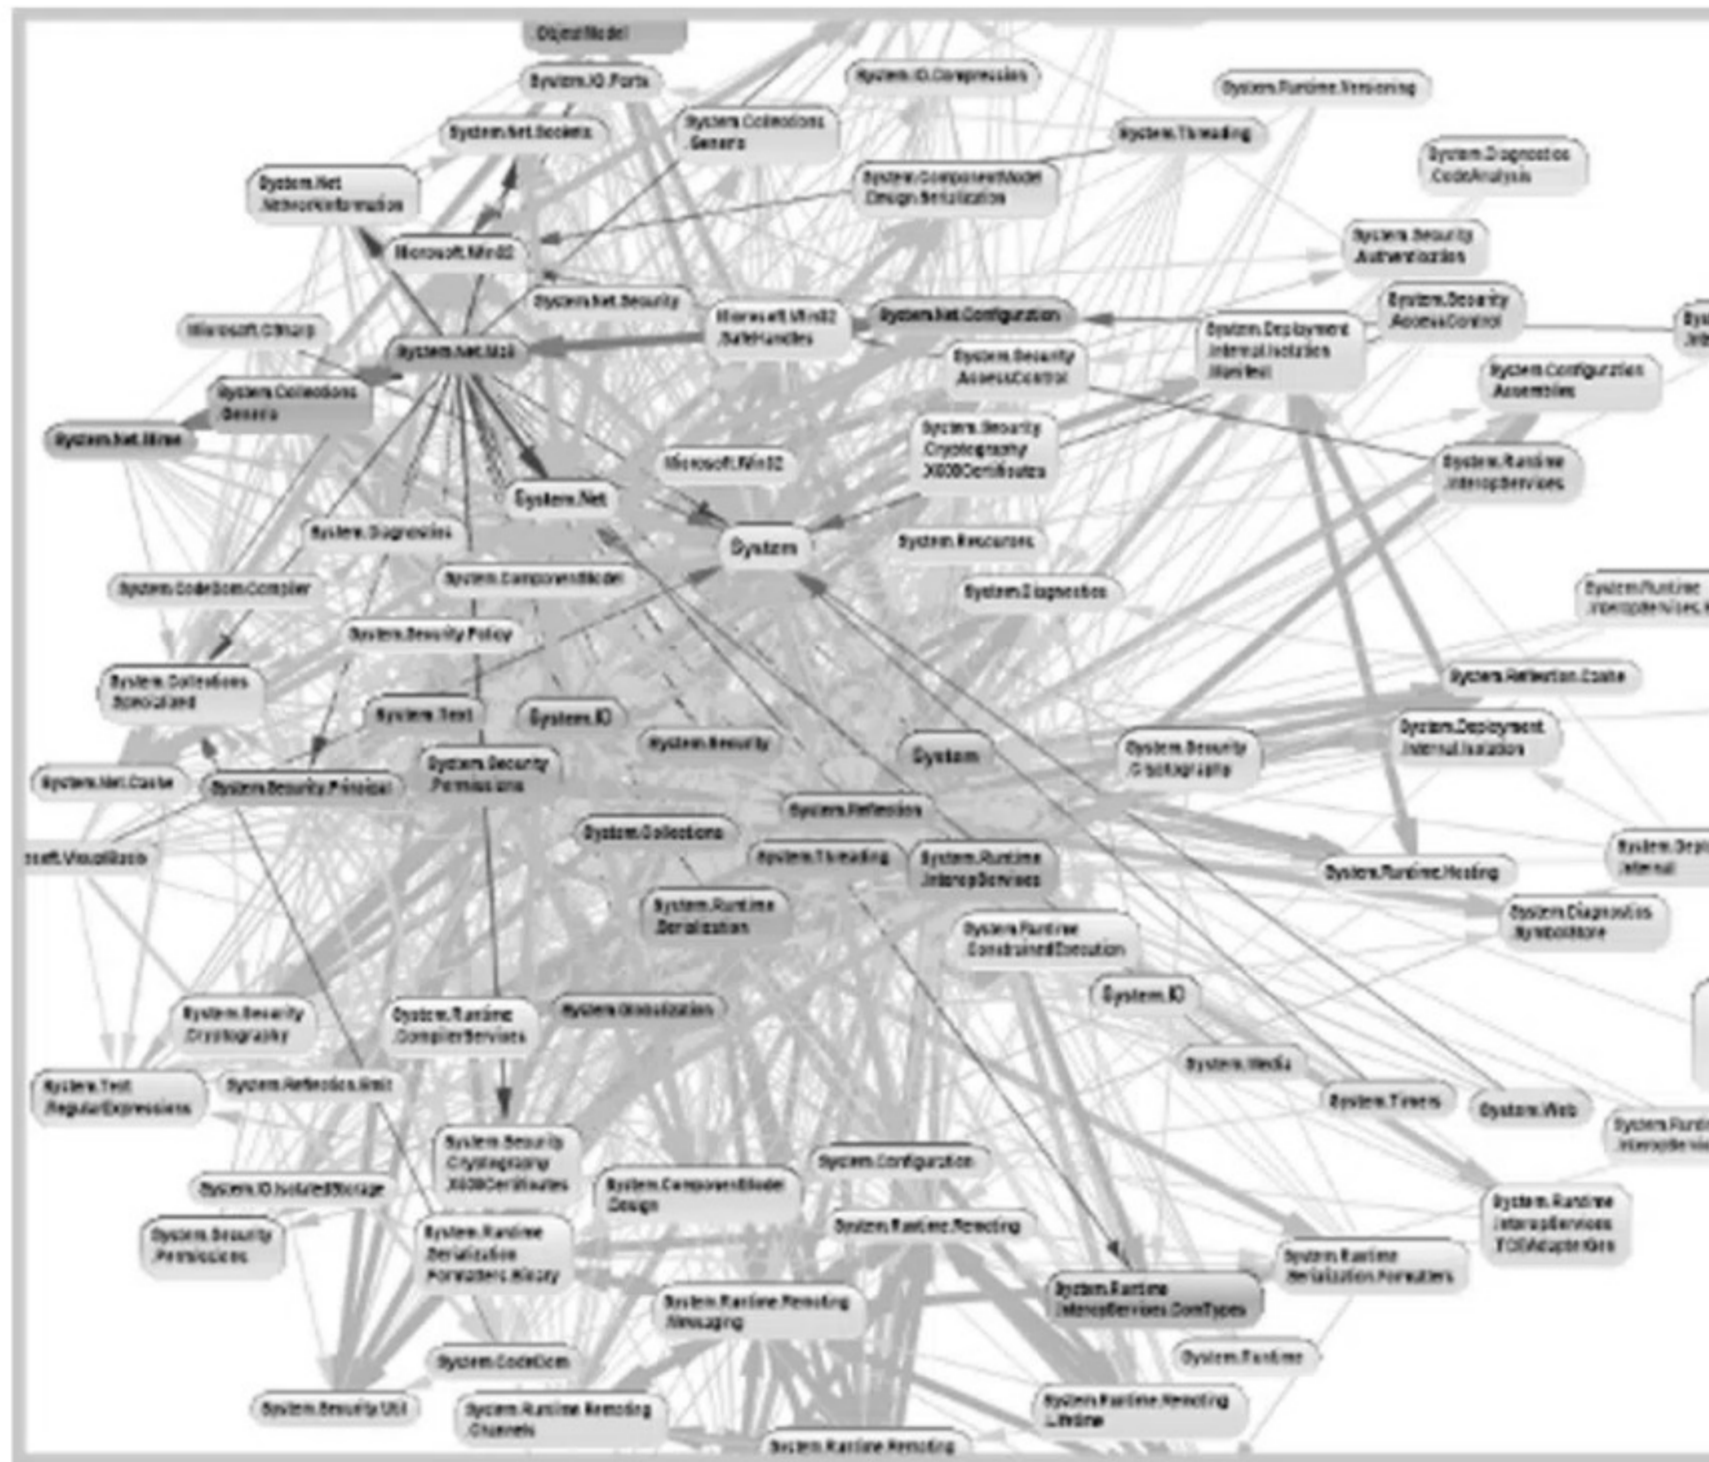 ObjectModel
System.IO.Ports
System.IO.Compression
System.Runtime.Versioning
System.Net.Sockets
System.Collections
.Generic
System.Threading
System.Diagnostics
.CodeAnalysis
System.Net
.NetworkInformation
System.ComponentModel
.Design.Serialization
Microsoft.Win32
System.Security
.Authentication
System.Net.Security
Microsoft.Win32
.SafeHandles
System.Net.Configuration
System.Security
.AccessControl
Microsoft.CSharp
System.Net.Mail
System.Deployment
.Internal.Isolation
.Manifest
System.Security
.AccessControl
System.Configuration
.Assemblies
System.Collections
.Generic
System.Net.Mime
System.Security
.Cryptography
.X509Certificates
Microsoft.Win32
System.Runtime
.InteropServices
System.Net
System.Diagnostics
System
System.Resources
System.CodeDom.Compiler
System.ComponentModel
System.Diagnostics
System.Runtime
System.Security.Policy
System.Collections
.Specialized
System.Reflection.Cache
System.Text
System.IO
System.Security
System
System.Security
.Cryptography
System.Deployment
.Internal.Isolation
System.Net.Cache
System.Security.Principal
System.Security
.Permissions
System.Reflection
System.Collections
System.Threading
System.Runtime
.InteropServices
System.Runtime.Hosting
.Internal
System.Runtime
.Serialization
System.Diagnostics
.SymbolStore
System.Runtime
.ConstrainedExecution
System.IO
System.Security
.Cryptography
System.Runtime
.CompilerServices
System.Globalization
System.Media
System.Text
.RegularExpressions
System.Reflection.Emit
System.Timers
System.Web
System.Security
.Cryptography
.X509Certificates
System.Configuration
System.IO.IsolatedStorage
System.ComponentModel
.Design
System.Runtime
.InteropServices
.TCEAdapterGen
System.Security
.Permissions
System.Runtime
.Serialization
.Formatters.Binary
System.Runtime.Remoting
System.Runtime
.Serialization.Formatters
System.Runtime
.InteropServices.ComTypes
System.Runtime.Remoting
.Messaging
System.CodeDom
System.Runtime
System.Security.Util
System.Runtime.Remoting
.Channels
System.Runtime.Remoting
.Lifetime
System.Runtime.Remoting